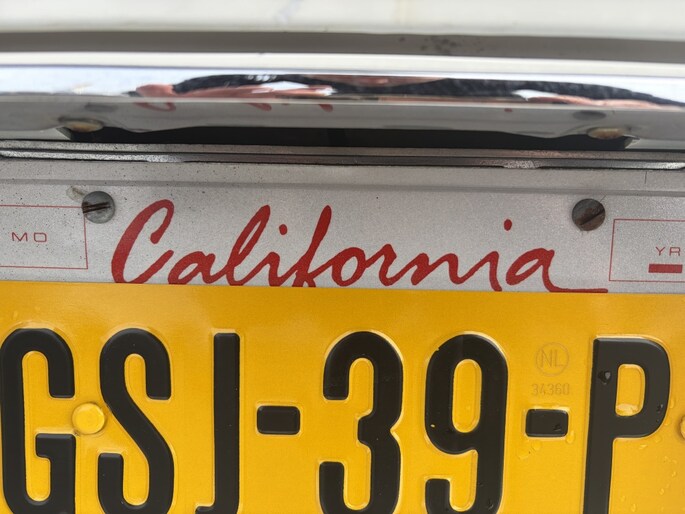 MO California YR
NL
34360
GSJ-39-P